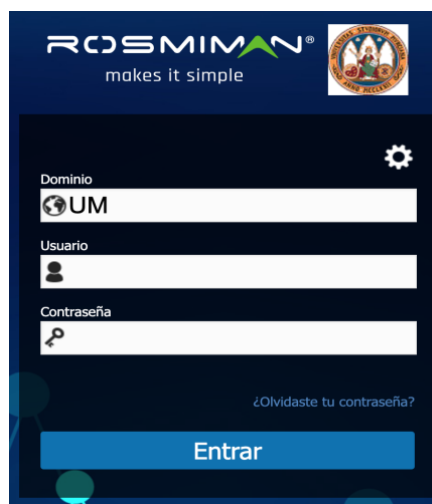 ROSMIMAN®
makes it simple
Dominio
UM
Usuario
Contraseña
¿Olvidaste tu contraseña?
Entrar